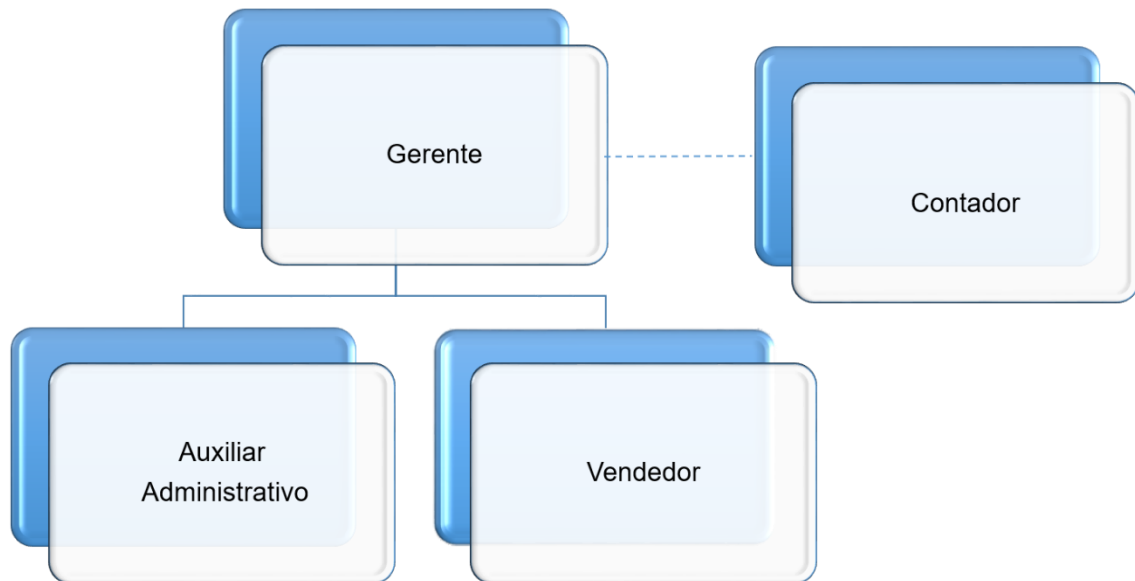 Gerente
Contador
Auxiliar
Administrativo
Vendedor